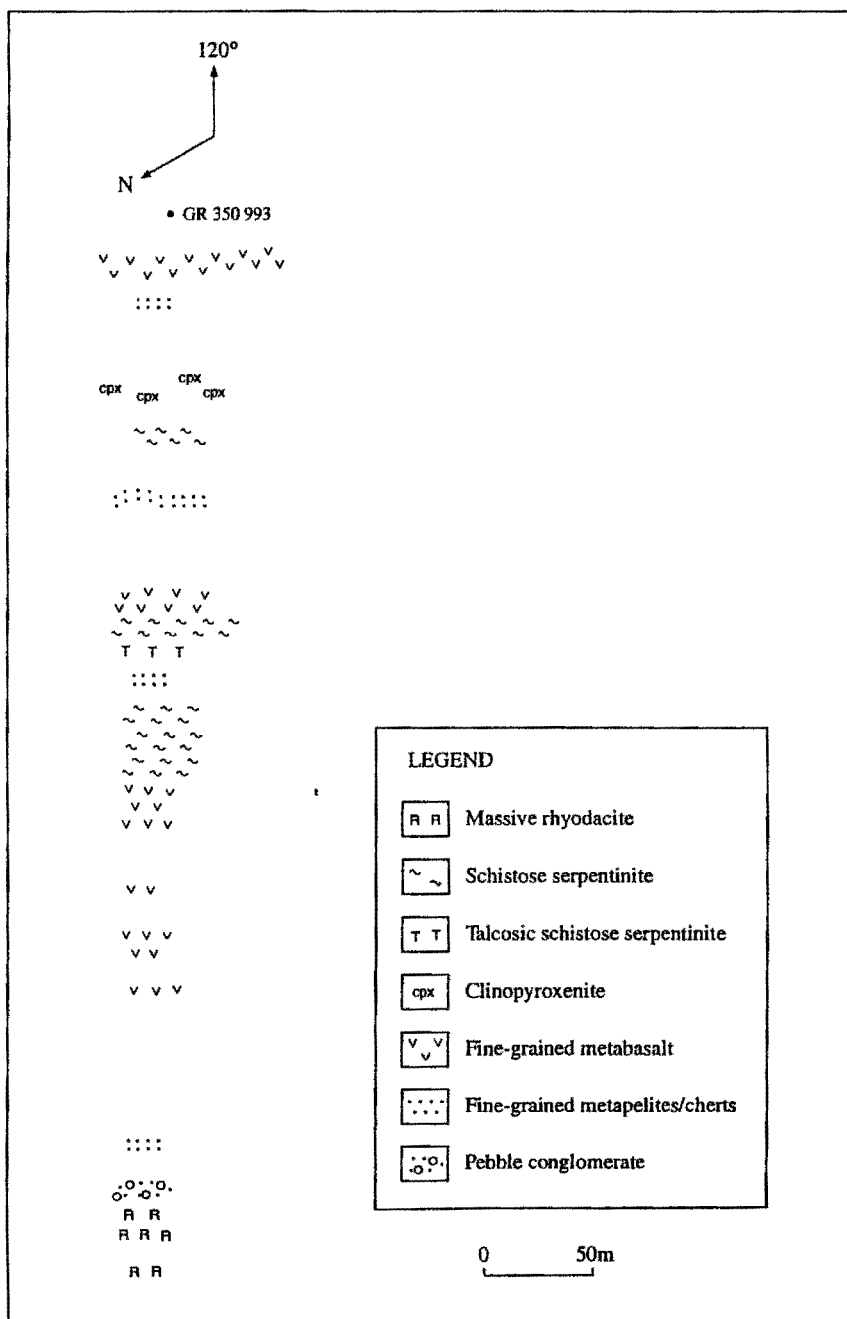 120°
N
GR 350 993
cpx
cpx cpx cpx
T T T
LEGEND
R R Massive rhyodacite
Schistose serpentinite
T T Talcosic schistose serpentinite
cpx Clinopyroxenite
v v v Fine-grained metabasalt
Fine-grained metapelites/cherts
Pebble conglomerate
R R
R R R
R R
0 50m